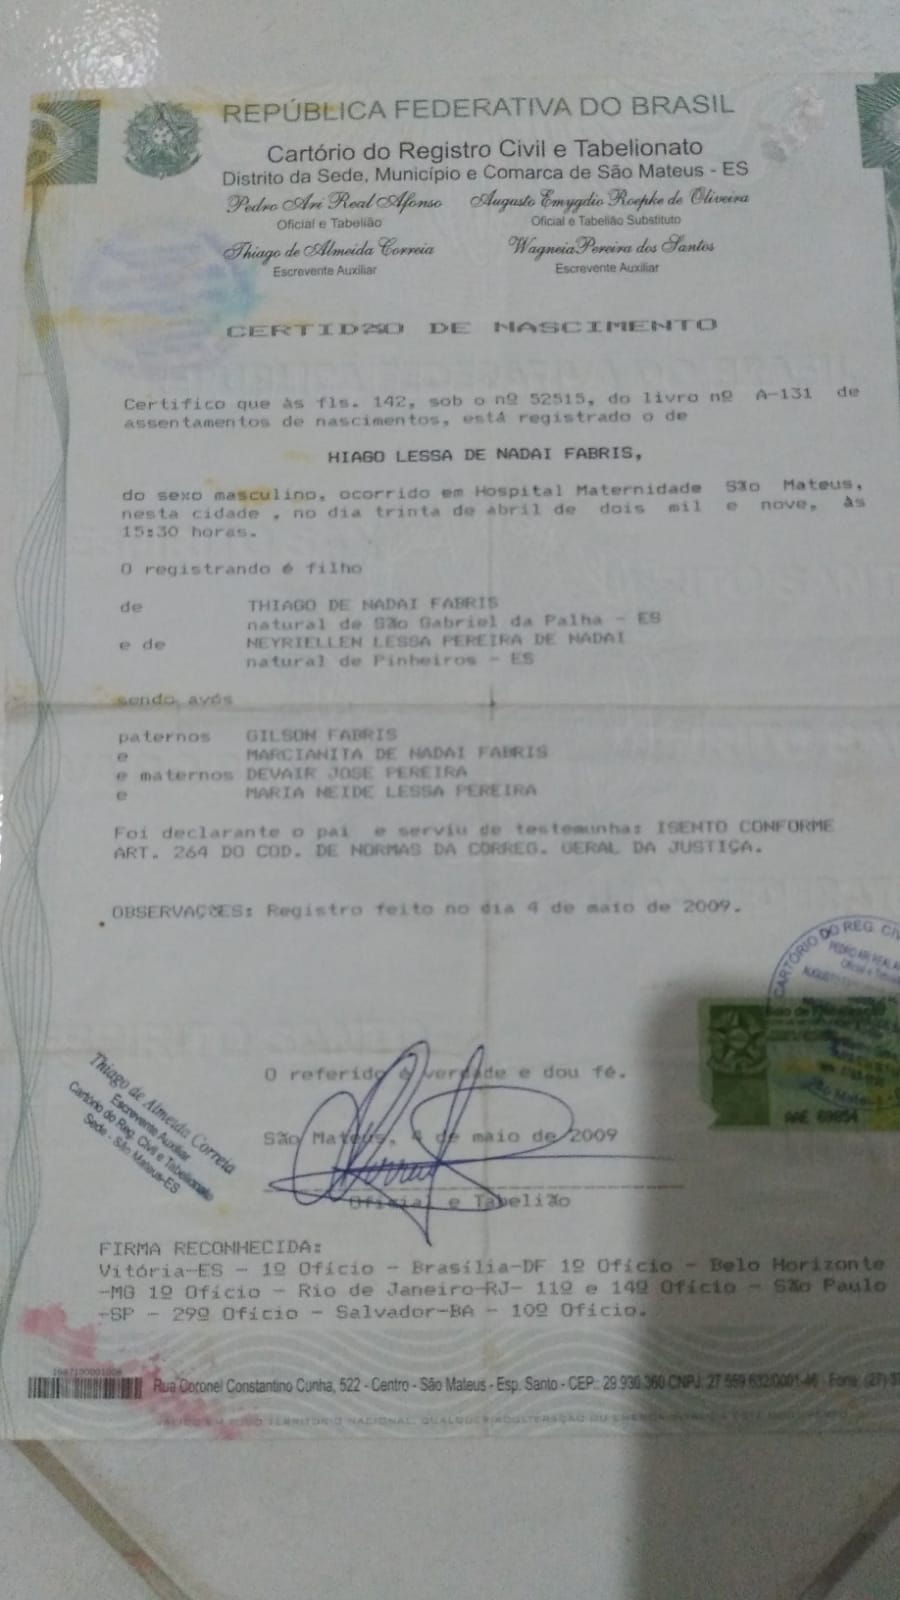 REPÚBLICA FEDERATIVA DO BRASIL
Cartório do Registro Civil e Tabelionato
Distrito da Sede, Município e Comarca de São Mateus - ES
Pedro Ari Real Afonso Augusto Emygdio Roepke de Oliveira
Oficial e Tabelião Oficial e Tabelião Substituto
Thiago de Almeida Correia Wagneia Pereira dos Santos
Escrevente Auxiliar Escrevente Auxiliar
CERTIDÃO DE NASCIMENTO
Certifico que às fls. 142, sob o nº 52515, do livro nº A-131 de
assentamentos de nascimentos, está registrado o de
HIAGO LESSA DE NADAI FABRIS,
do sexo masculino, ocorrido em Hospital Maternidade São Mateus,
nesta cidade , no dia trinta de abril de dois mil e nove, às
15:30 horas.
O registrando é filho
de THIAGO DE NADAI FABRIS
natural de São Gabriel da Palha - ES
e de NEYRIELLEN LESSA PEREIRA DE NADAI
natural de Pinheiros - ES
sendo avós
paternos GILSON FABRIS
e MARCIANITA DE NADAI FABRIS
e maternos DEVAIR JOSE PEREIRA
e MARIA NEIDE LESSA PEREIRA
Foi declarante o pai e serviu de testemunha: ISENTO CONFORME
ART. 264 DO COD. DE NORMAS DA CORREG. GERAL DA JUSTIÇA.
OBSERVAÇÕES: Registro feito no dia 4 de maio de 2009.
CARTÓRIO DO REG. CIV
PEDRO ARI REAL A
Oficial e Tabel
AUGUSTO
O referido é verdade e dou fé.
AAE 69854
Thiago de Almeida Correia
Escrevente Auxiliar
Cartório do Reg. Civil e Tabelionato
Sede - São Mateus-ES
São Mateus, 4 de maio de 2009
Oficial e Tabelião
FIRMA RECONHECIDA:
Vitória-ES - 1º Ofício - Brasília-DF 1º Ofício - Belo Horizonte
-MG 1º Ofício - Rio de Janeiro-RJ- 11º e 14º Ofício - São Paulo
-SP - 29º Ofício - Salvador-BA - 10º Ofício.
Rua Coronel Constantino Cunha, 522 - Centro - São Mateus - Esp. Santo - CEP.: 29.930.360 CNPJ: 27.559.632/0001-46 Fone: (27) 37
VÁLIDO EM TODO TERRITÓRIO NACIONAL, QUALQUER ADULTERAÇÃO OU EMENDA INVALIDA ESTE DOCUMENTO